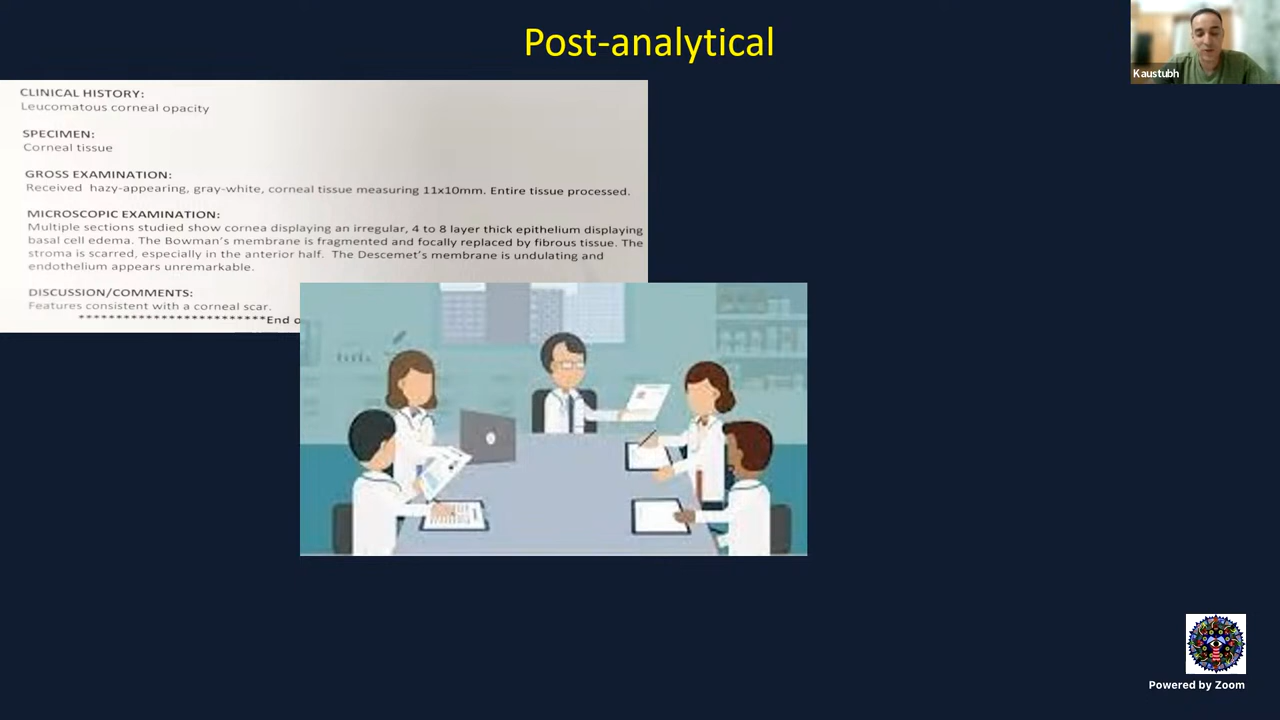 Post-analytical
Kaustubh
CLINICAL HISTORY:
Leucomatous corneal opacity
SPECIMEN:
Corneal tissue
GROSS EXAMINATION:
Received hazy-appearing, gray-white, corneal tissue measuring 11x10mm. Entire tissue processed.
MICROSCOPIC EXAMINATION:
Multiple sections studied show cornea displaying an irregular, 4 to 8 layer thick epithelium displaying
basal cell edema. The Bowman's membrane is fragmented and focally replaced by fibrous tissue. The
stroma is scarred, especially in the anterior half. The Descemet's membrane is undulating and
endothelium appears unremarkable.
DISCUSSION/COMMENTS:
Features consistent with a corneal scar.
*************************End o
Powered by Zoom